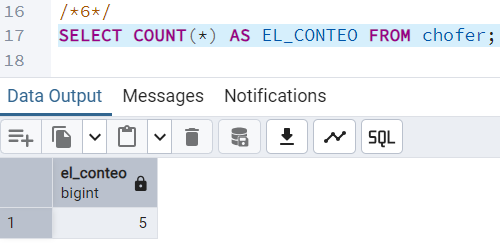 16 /*6*/
17 SELECT COUNT(*) AS EL_CONTEO FROM chofer;
18
Data Output Messages Notifications
SQL
el_conteo
bigint
1 5